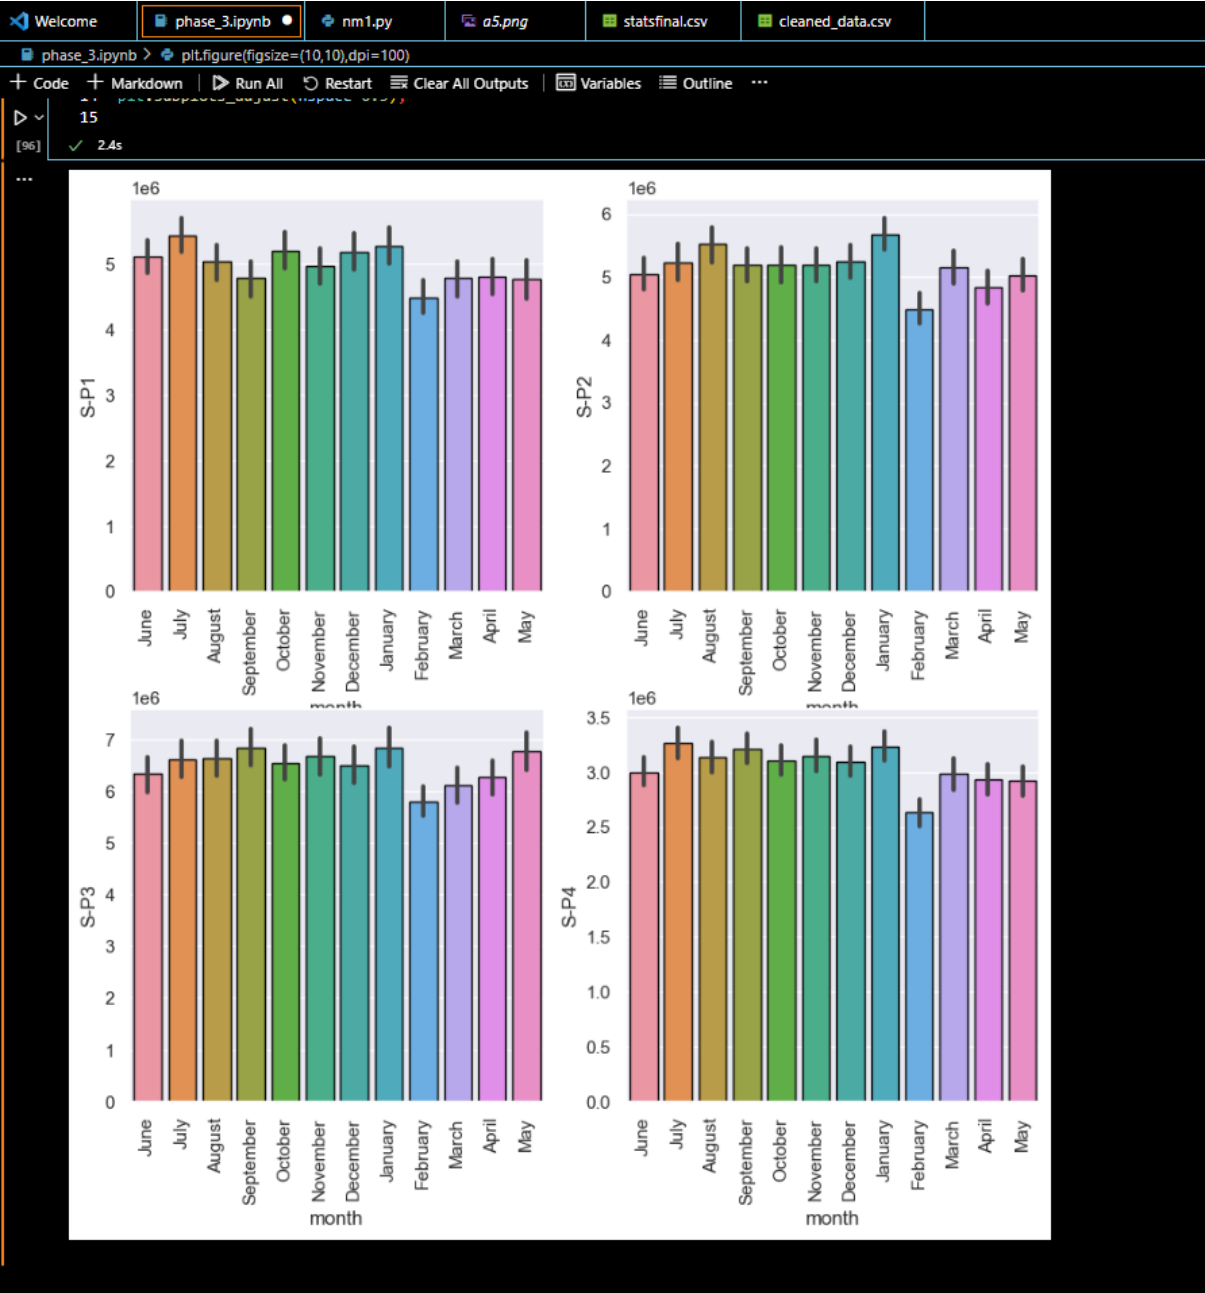 Welcome phase_3.ipynb nm1.py a5.png statsfinal.csv cleaned_data.csv
phase_3.ipynb > plt.figure(figsize=(10,10),dpi=100)
+ Code + Markdown Run All Restart Clear All Outputs Variables Outline ...
15
[96] 2.4s
...
1e6
5
4
3
2
1
0
S-P1
June July August September October November December January February March April May
month
1e6
6
5
4
3
2
1
0
S-P2
June July August September October November December January February March April May
month
1e6
7
6
5
4
3
2
1
0
S-P3
June July August September October November December January February March April May
month
1e6
3.5
3.0
2.5
2.0
1.5
1.0
0.5
0.0
S-P4
June July August September October November December January February March April May
month